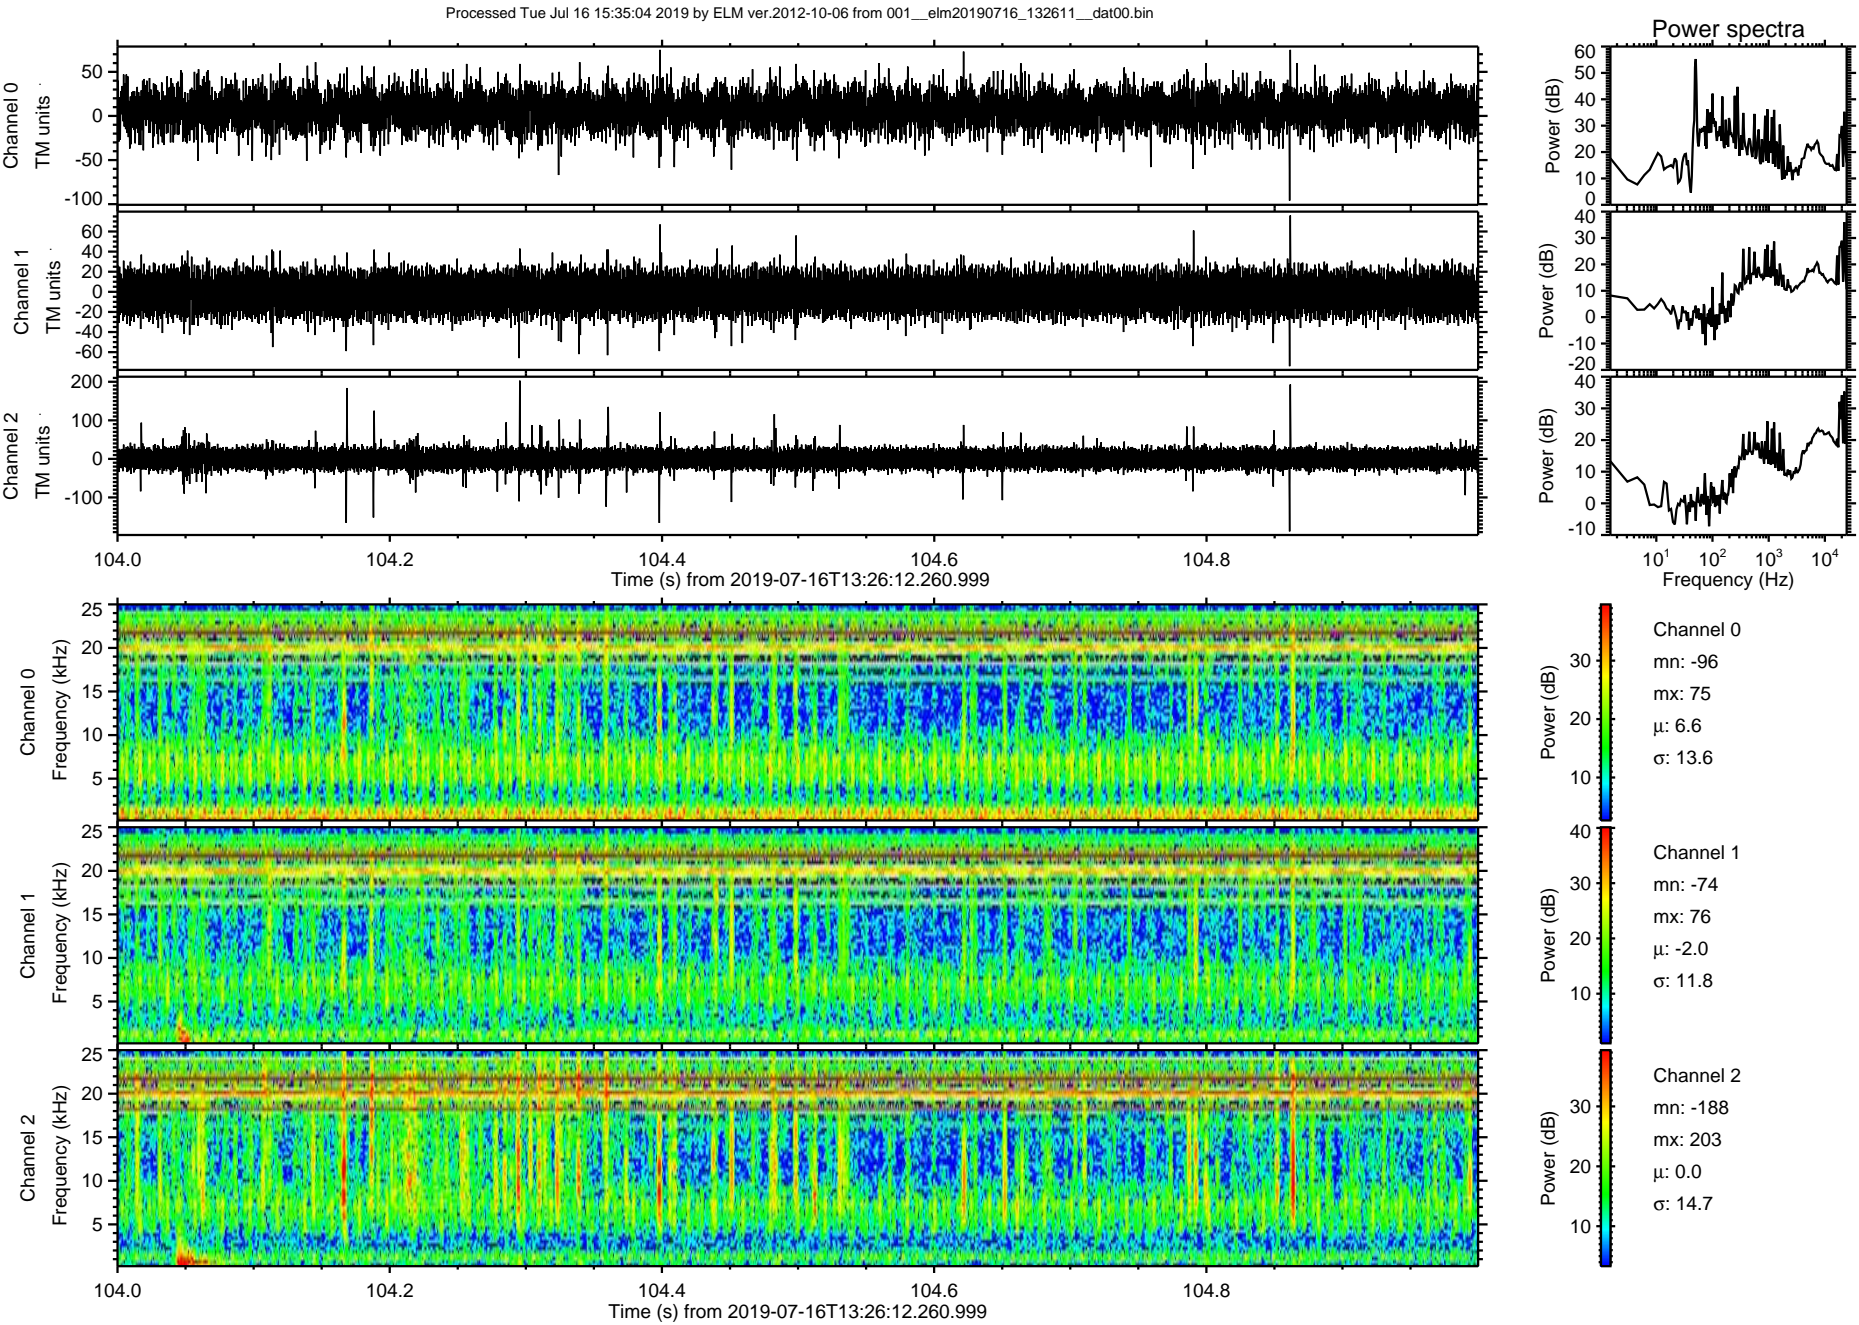 Processed Tue Jul 16 15:35:04 2019 by ELM ver.2012-10-06 from 001__elm20190716_132611__dat00.bin
Power spectra
Channel 0
TM units
50
0
-50
-100
Power (dB)
60
50
40
30
20
10
0
Channel 1
TM units
60
40
20
0
-20
-40
-60
Power (dB)
40
30
20
10
0
-10
-20
Channel 2
TM units
200
100
0
-100
Power (dB)
40
30
20
10
0
-10
104.0 104.2 104.4 104.6 104.8
Time (s) from 2019-07-16T13:26:12.260.999
10^1 10^2 10^3 10^4
Frequency (Hz)
Channel 0
Frequency (kHz)
25
20
15
10
5
Power (dB)
30
20
10
Channel 0
mn: -96
mx: 75
µ: 6.6
σ: 13.6
Channel 1
Frequency (kHz)
25
20
15
10
5
Power (dB)
40
30
20
10
Channel 1
mn: -74
mx: 76
µ: -2.0
σ: 11.8
Channel 2
Frequency (kHz)
25
20
15
10
5
Power (dB)
30
20
10
Channel 2
mn: -188
mx: 203
µ: 0.0
σ: 14.7
104.0 104.2 104.4 104.6 104.8
Time (s) from 2019-07-16T13:26:12.260.999